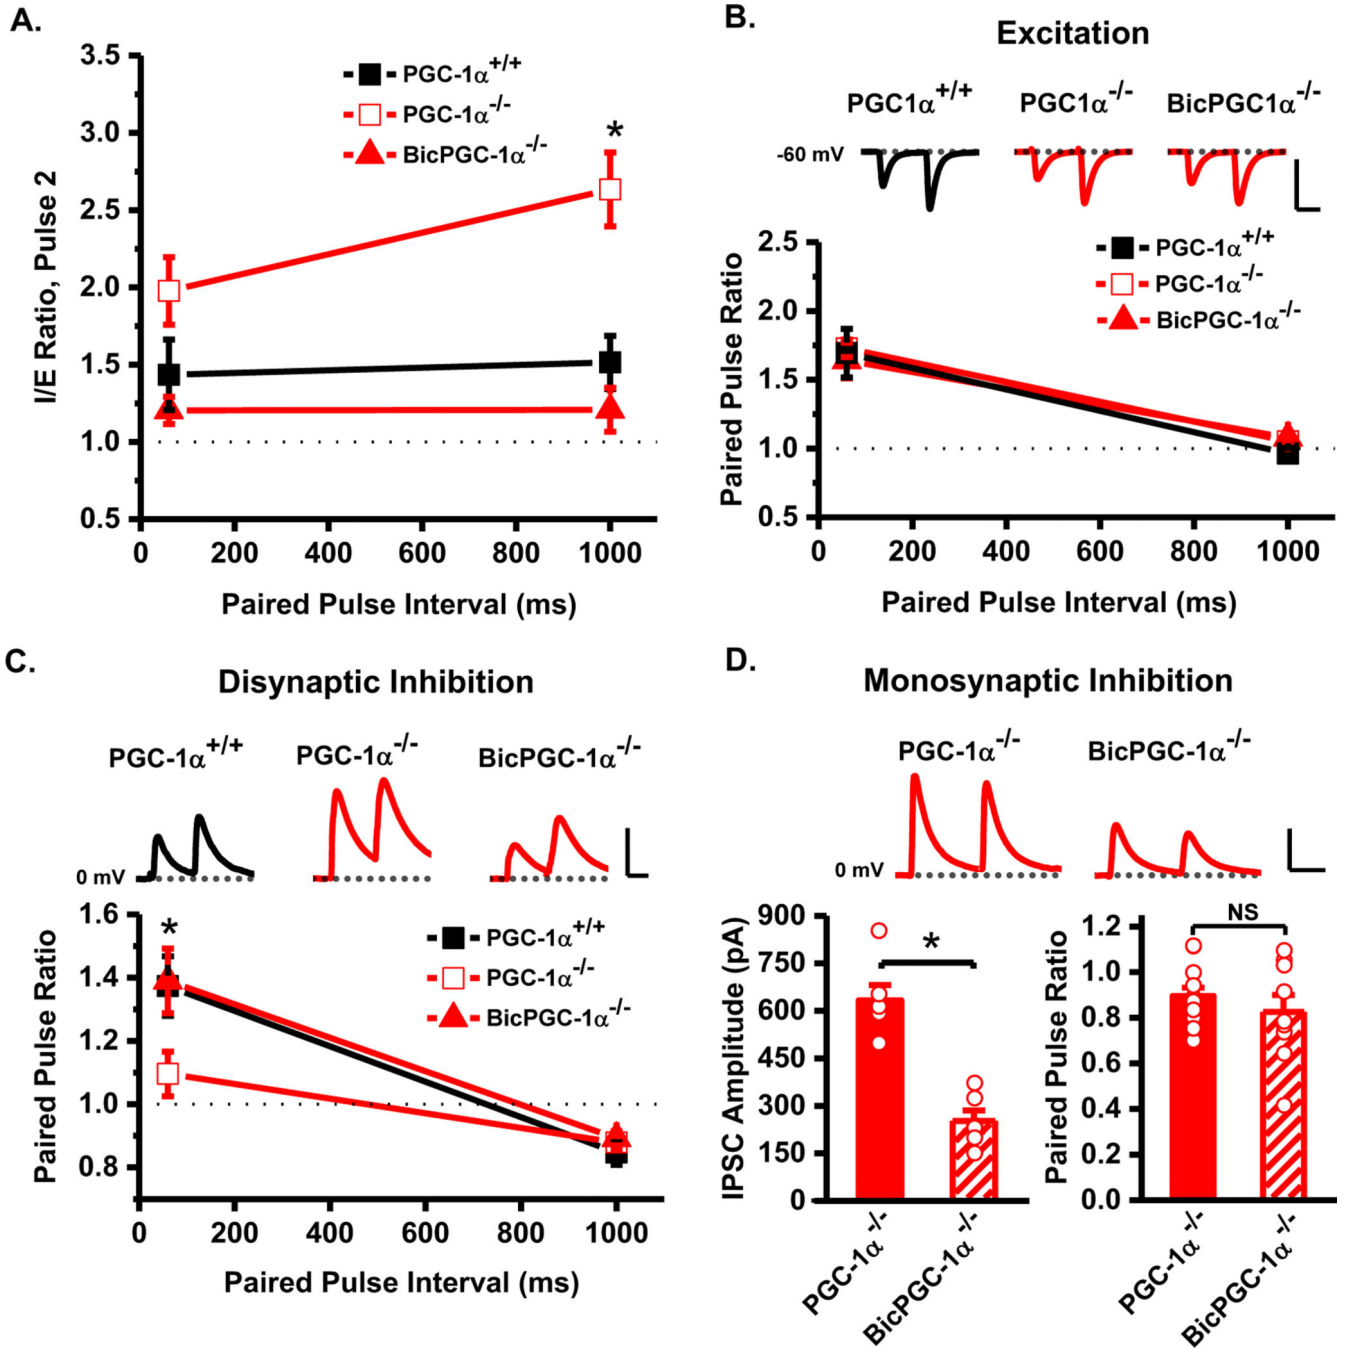 A.
3.5
3.0
2.5
2.0
1.5
1.0
0.5
I/E Ratio, Pulse 2
PGC-1α+/+
PGC-1α-/-
BicPGC-1α-/-
*
0 200 400 600 800 1000
Paired Pulse Interval (ms)
B.
Excitation
PGC1α+/+ PGC1α-/- BicPGC1α-/-
-60 mV
2.5
2.0
1.5
1.0
0.5
Paired Pulse Ratio
PGC-1α+/+
PGC-1α-/-
BicPGC-1α-/-
0 200 400 600 800 1000
Paired Pulse Interval (ms)
C.
Disynaptic Inhibition
PGC-1α+/+ PGC-1α-/- BicPGC-1α-/-
0 mV
1.6
1.4
1.2
1.0
0.8
Paired Pulse Ratio
*
PGC-1α+/+
PGC-1α-/-
BicPGC-1α-/-
0 200 400 600 800 1000
Paired Pulse Interval (ms)
D.
Monosynaptic Inhibition
PGC-1α-/- BicPGC-1α-/-
0 mV
900
750
600
450
300
150
0
IPSC Amplitude (pA)
*
PGC-1α-/-
BicPGC-1α-/-
1.2
1.0
0.8
0.6
0.4
0.2
0.0
Paired Pulse Ratio
NS
PGC-1α-/-
BicPGC-1α-/-